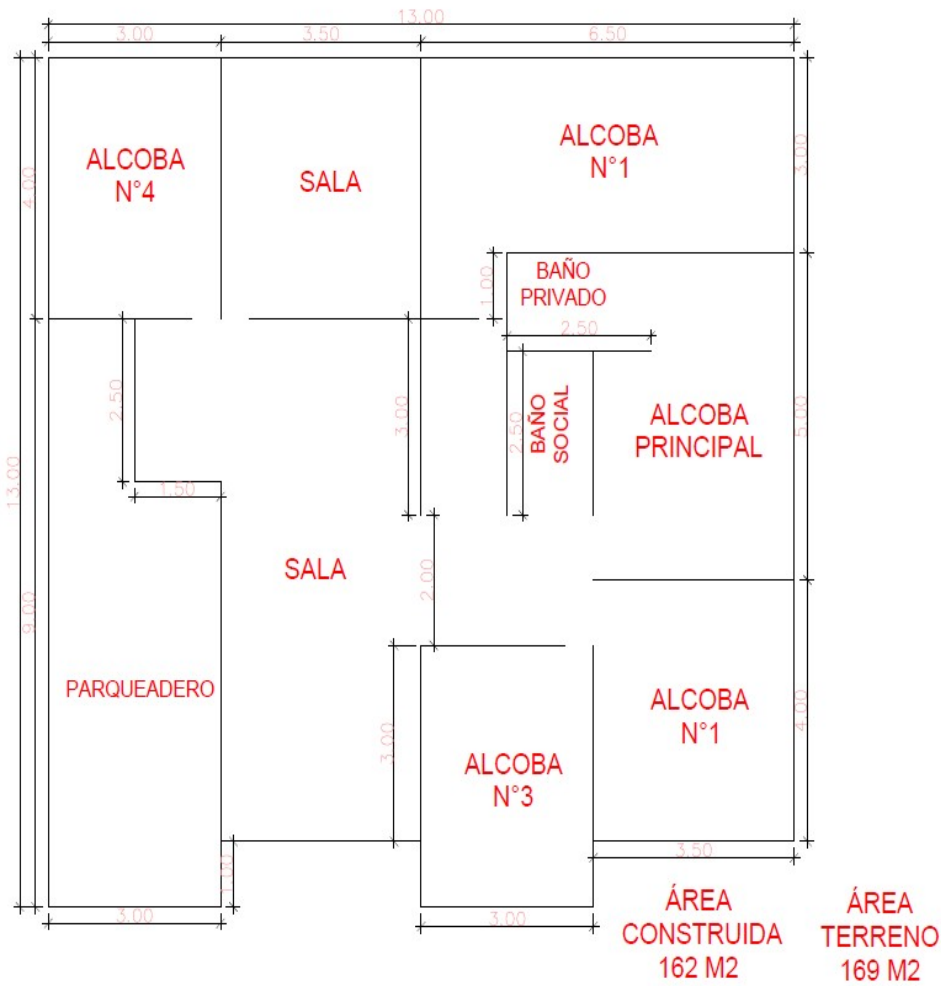 13.00
3.00
3.50
6.50
ALCOBA
N°4
SALA
ALCOBA
N°1
4.00
3.00
BAÑO
PRIVADO
1.00
2.50
2.50
3.00
2.50
BAÑO
SOCIAL
ALCOBA
PRINCIPAL
5.00
13.00
1.50
SALA
2.00
9.00
PARQUEADERO
3.00
ALCOBA
N°3
ALCOBA
N°1
4.00
1.00
3.50
3.00
3.00
ÁREA
CONSTRUIDA
162 M2
ÁREA
TERRENO
169 M2